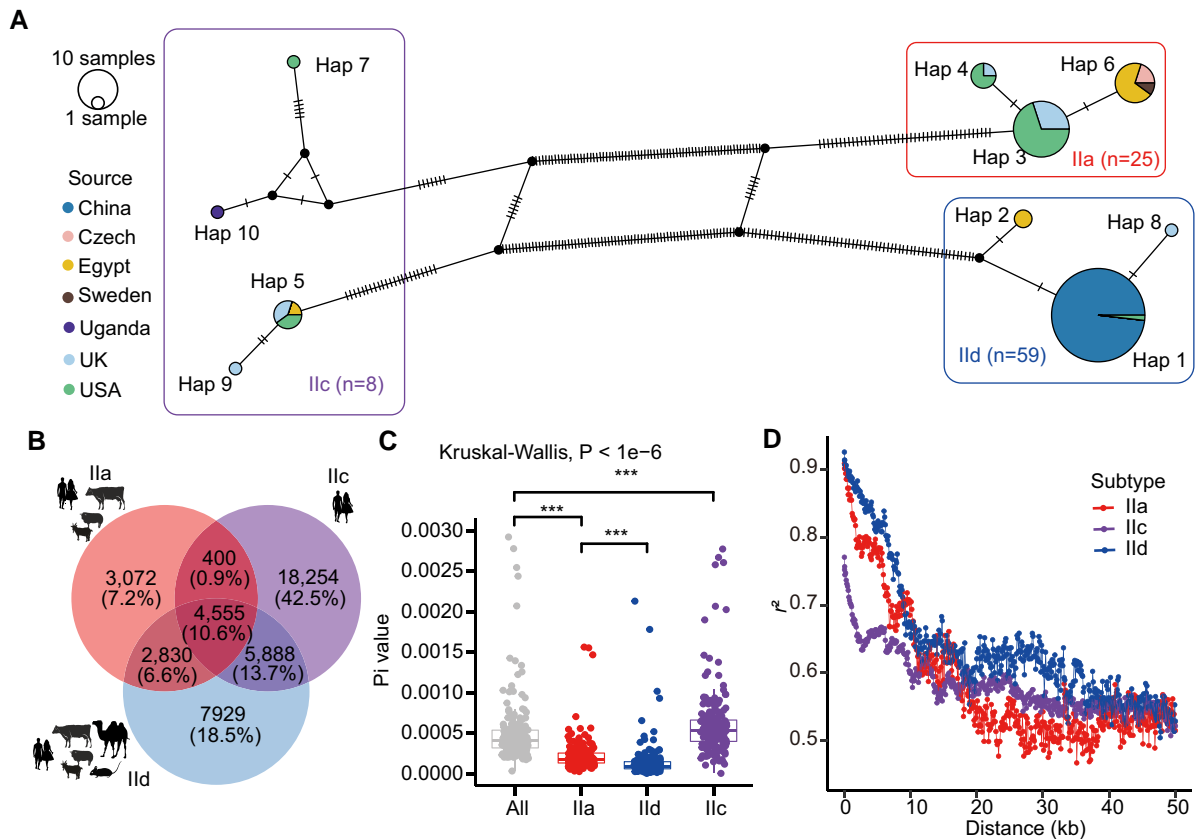 A
10 samples
1 sample
Source
China
Czech
Egypt
Sweden
Uganda
UK
USA
Hap 7
Hap 10
Hap 5
Hap 9
IIc (n=8)
Hap 4
Hap 6
Hap 3
IIa (n=25)
Hap 2
Hap 8
IId (n=59)
Hap 1
B
IIa
IIc
3,072
(7.2%)
400
(0.9%)
18,254
(42.5%)
4,555
(10.6%)
2,830
(6.6%)
5,888
(13.7%)
7929
(18.5%)
IId
C
Kruskal-Wallis, P < 1e−6
***
***
***
Pi value
0.0030
0.0025
0.0020
0.0015
0.0010
0.0005
0.0000
All
IIa
IId
IIc
D
r²
0.9
0.8
0.7
0.6
0.5
Subtype
IIa
IIc
IId
0
10
20
30
40
50
Distance (kb)